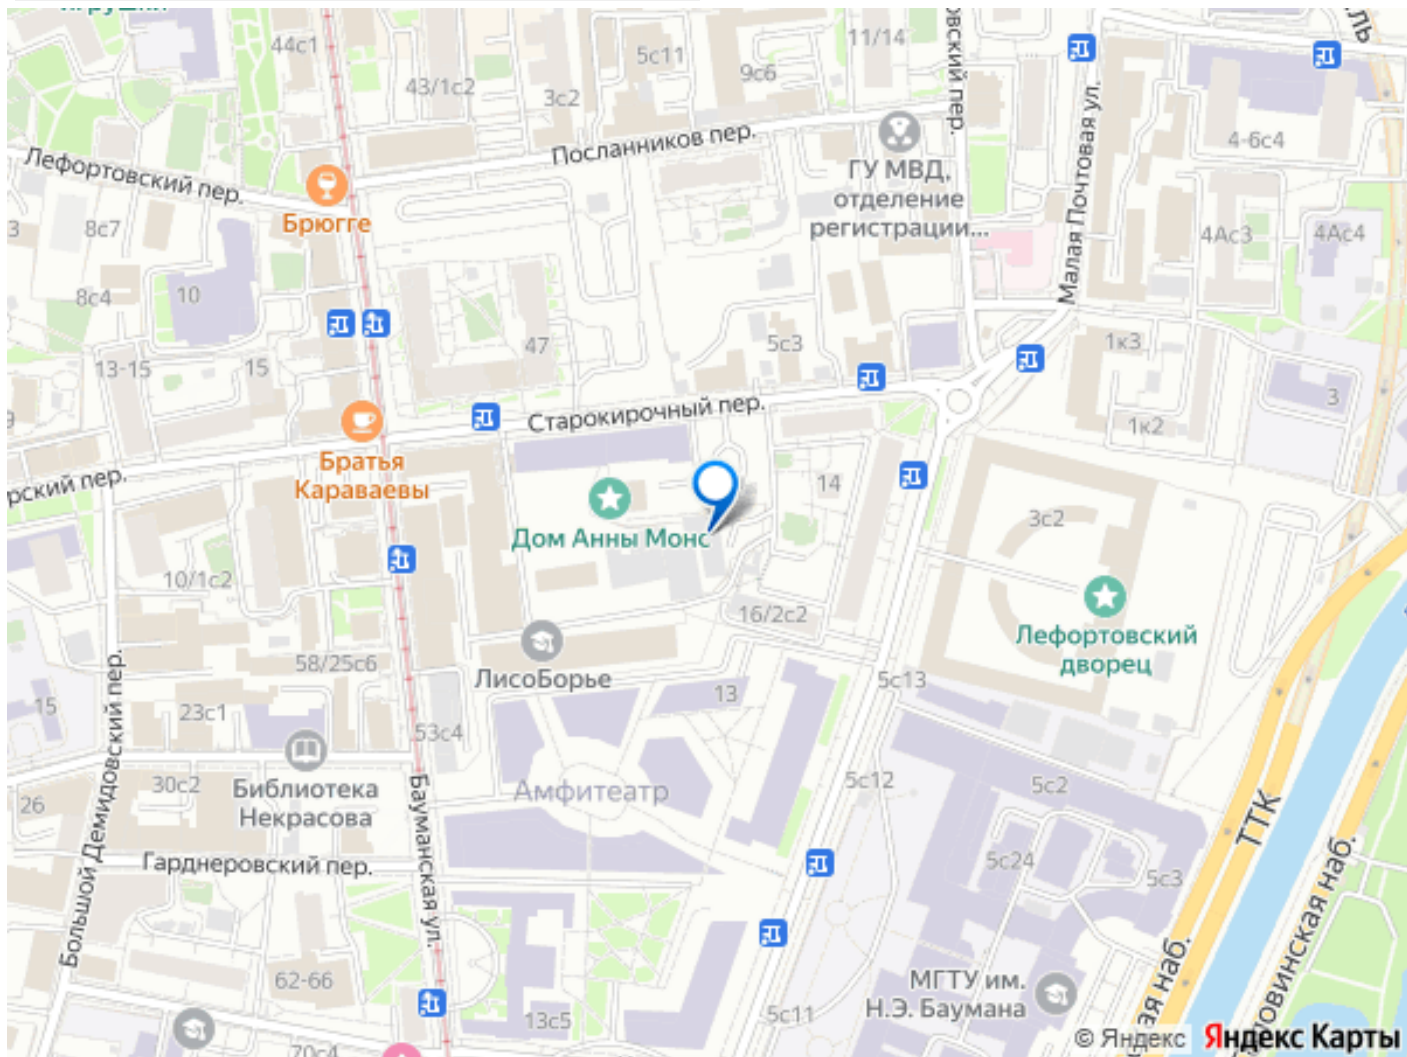 44с1
43/1с2
5с11
3с2
9с6
11/14
Малая Почтовая ул.
4-6с4
Посланников пер.
Лефортовский пер.
ГУ МВД,
отделение
регистрации...
Брюгге
3
8с7
4Ас3
4Ас4
10
8с4
13-15
15
47
5с3
1к3
3
1к2
Старокирочный пер.
Братья
Караваевы
14
Дом Анны Монс
3с2
10/1с2
16/2с2
Лефортовский
дворец
58/25с6
ЛисоБорье
13
5с13
15
23с1
53с4
Большой Демидовский пер.
30с2
26
Библиотека
Некрасова
Амфитеатр
5с12
5с2
ТТК
Бауманская ул.
Гарднеровский пер.
5с24
5с3
62-66
МГТУ им.
Н.Э. Баумана
13с5
5с11
70с4
© Яндекс Яндекс Карты